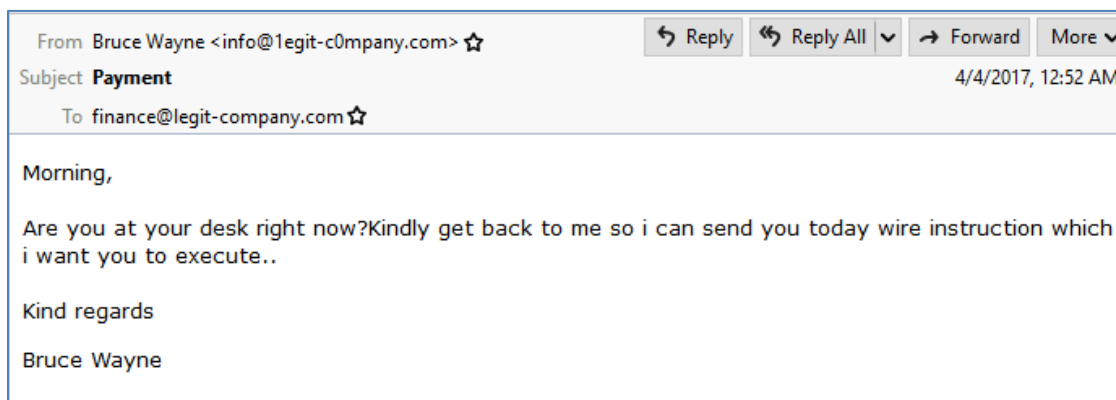 From Bruce Wayne <info@1egit-c0mpany.com> Reply Reply All Forward More
Subject Payment 4/4/2017, 12:52 AM
To finance@legit-company.com
Morning,
Are you at your desk right now?Kindly get back to me so i can send you today wire instruction which
i want you to execute..
Kind regards
Bruce Wayne